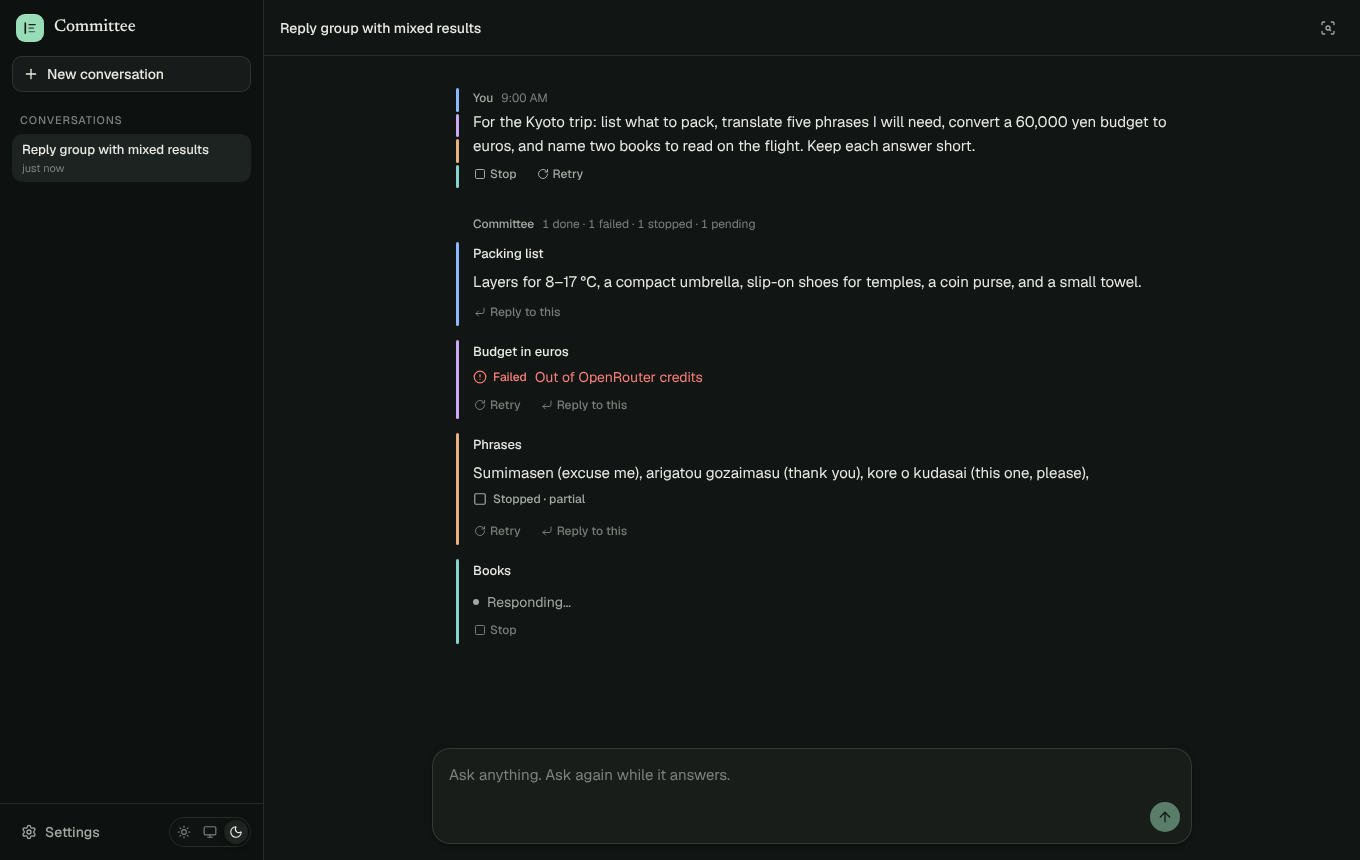 Committee
New conversation
CONVERSATIONS
Reply group with mixed results
just now
Settings
Reply group with mixed results
You 9:00 AM
For the Kyoto trip: list what to pack, translate five phrases I will need, convert a 60,000 yen budget to
euros, and name two books to read on the flight. Keep each answer short.
Stop Retry
Committee 1 done · 1 failed · 1 stopped · 1 pending
Packing list
Layers for 8–17 °C, a compact umbrella, slip-on shoes for temples, a coin purse, and a small towel.
Reply to this
Budget in euros
Failed Out of OpenRouter credits
Retry Reply to this
Phrases
Sumimasen (excuse me), arigatou gozaimasu (thank you), kore o kudasai (this one, please),
Stopped · partial
Retry Reply to this
Books
Responding…
Stop
Ask anything. Ask again while it answers.